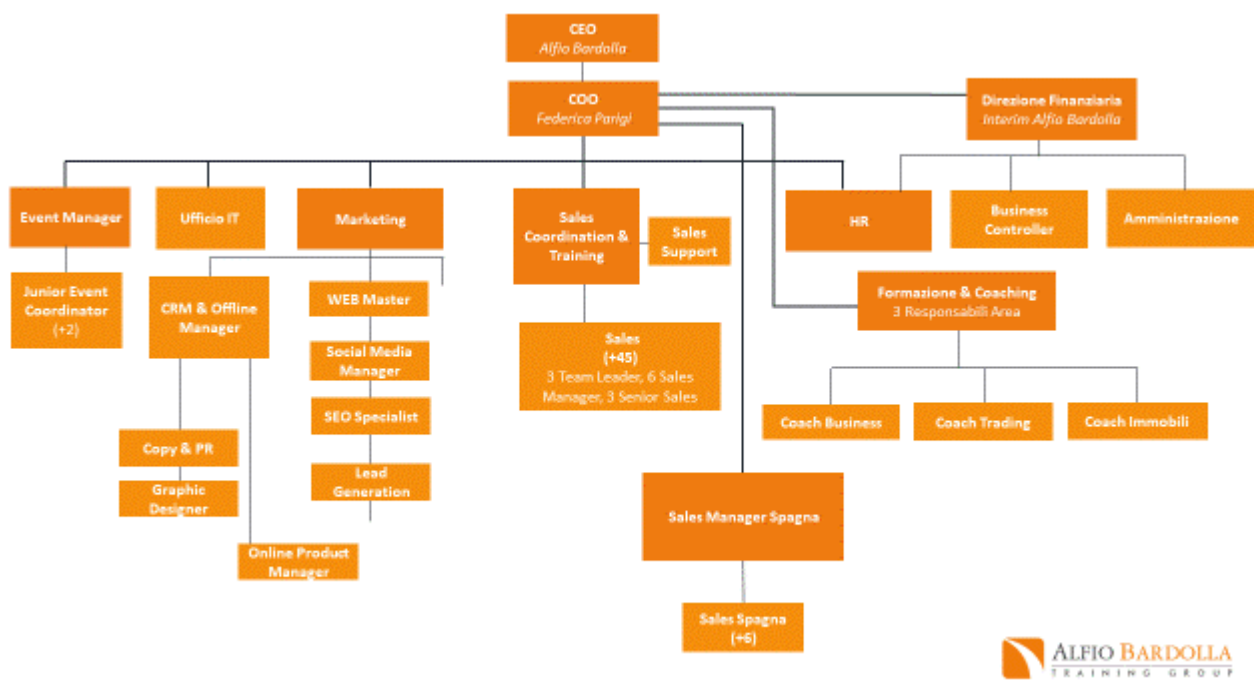 CEO
Alfio Bardolla
COO
Federica Parigi
Direzione Finanziaria
Interim Alfio Bardolla
Event Manager
Ufficio IT
Marketing
Sales
Coordination &
Training
Sales
Support
HR
Business
Controller
Amministrazione
Junior Event
Coordinator
(+2)
CRM & Offline
Manager
WEB Master
Social Media
Manager
SEO Specialist
Lead
Generation
Copy & PR
Graphic
Designer
Online Product
Manager
Sales
(+45)
3 Team Leader, 6 Sales
Manager, 3 Senior Sales
Formazione & Coaching
3 Responsabili Area
Coach Business
Coach Trading
Coach Immobili
Sales Manager Spagna
Sales Spagna
(+6)
ALFIO BARDOLLA
TRAINING GROUP